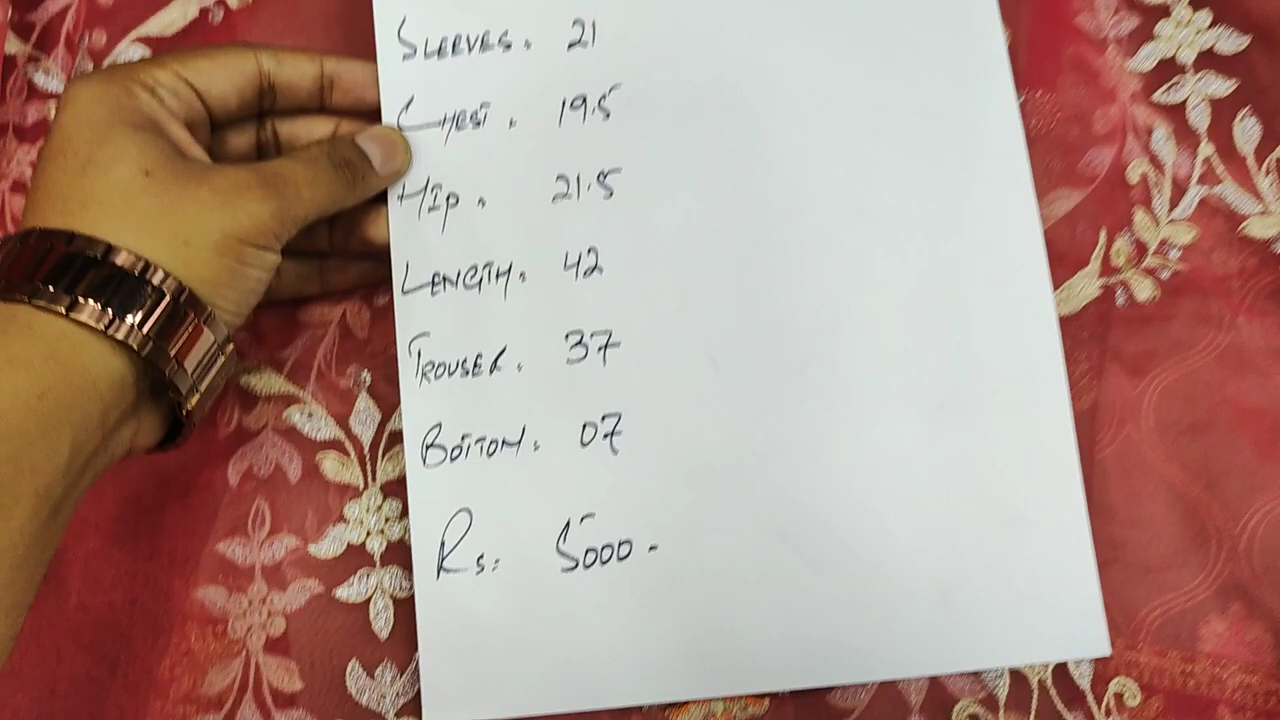 SLEEVES: 21
CHEST: 19.5
HIP: 21.5
LENGTH: 42
TROUSER: 37
BOTTOM: 07
Rs: 5000-